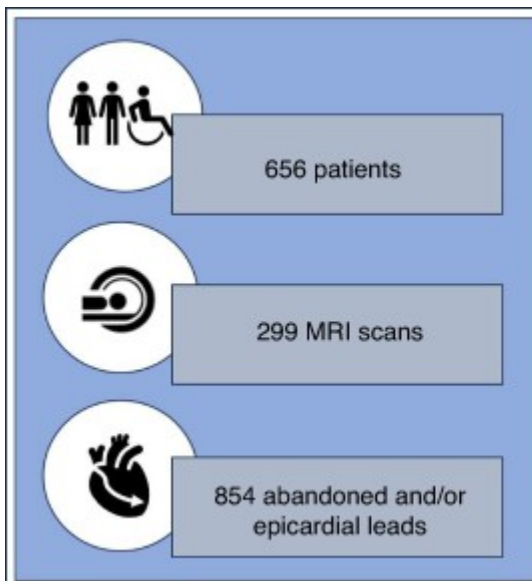 656 patients
299 MRI scans
854 abandoned and/or
epicardial leads